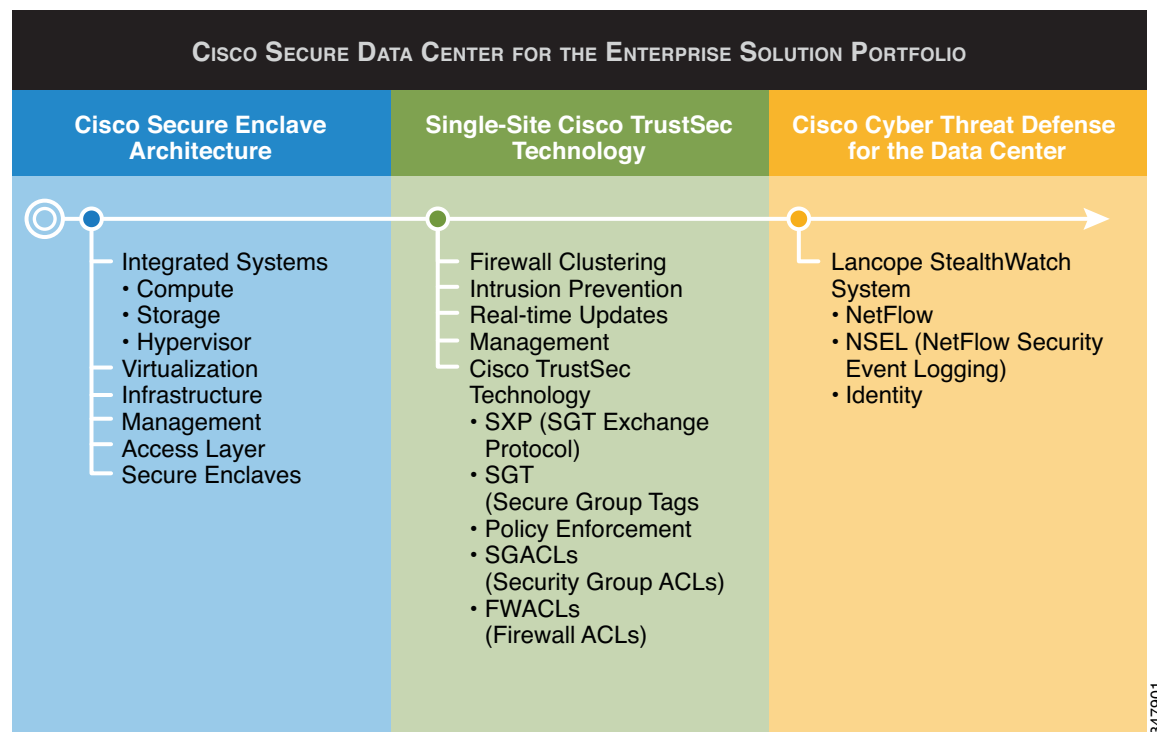 CISCO SECURE DATA CENTER FOR THE ENTERPRISE SOLUTION PORTFOLIO
Cisco Secure Enclave
Architecture
Integrated Systems
• Compute
• Storage
• Hypervisor
Virtualization
Infrastructure
Management
Access Layer
Secure Enclaves
Single-Site Cisco TrustSec
Technology
Firewall Clustering
Intrusion Prevention
Real-time Updates
Management
Cisco TrustSec
Technology
• SXP (SGT Exchange
Protocol)
• SGT
(Secure Group Tags
• Policy Enforcement
• SGACLs
(Security Group ACLs)
• FWACLs
(Firewall ACLs)
Cisco Cyber Threat Defense
for the Data Center
Lancope StealthWatch
System
• NetFlow
• NSEL (NetFlow Security
Event Logging)
• Identity
347901